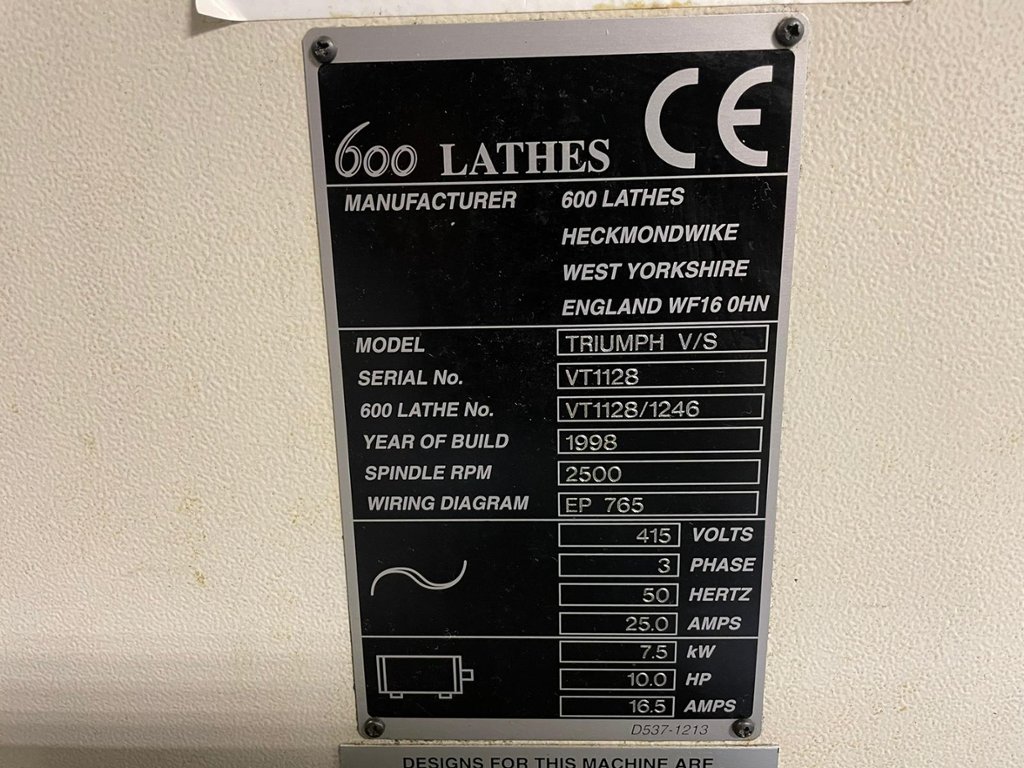 600 LATHES CE
MANUFACTURER 600 LATHES
HECKMONDWIKE
WEST YORKSHIRE
ENGLAND WF16 0HN
MODEL TRIUMPH V/S
SERIAL No. VT1128
600 LATHE No. VT1128/1246
YEAR OF BUILD 1998
SPINDLE RPM 2500
WIRING DIAGRAM EP 765
415 VOLTS
3 PHASE
50 HERTZ
25.0 AMPS
7.5 kW
10.0 HP
16.5 AMPS
D537-1213
DESIGNS FOR THIS MACHINE ARE